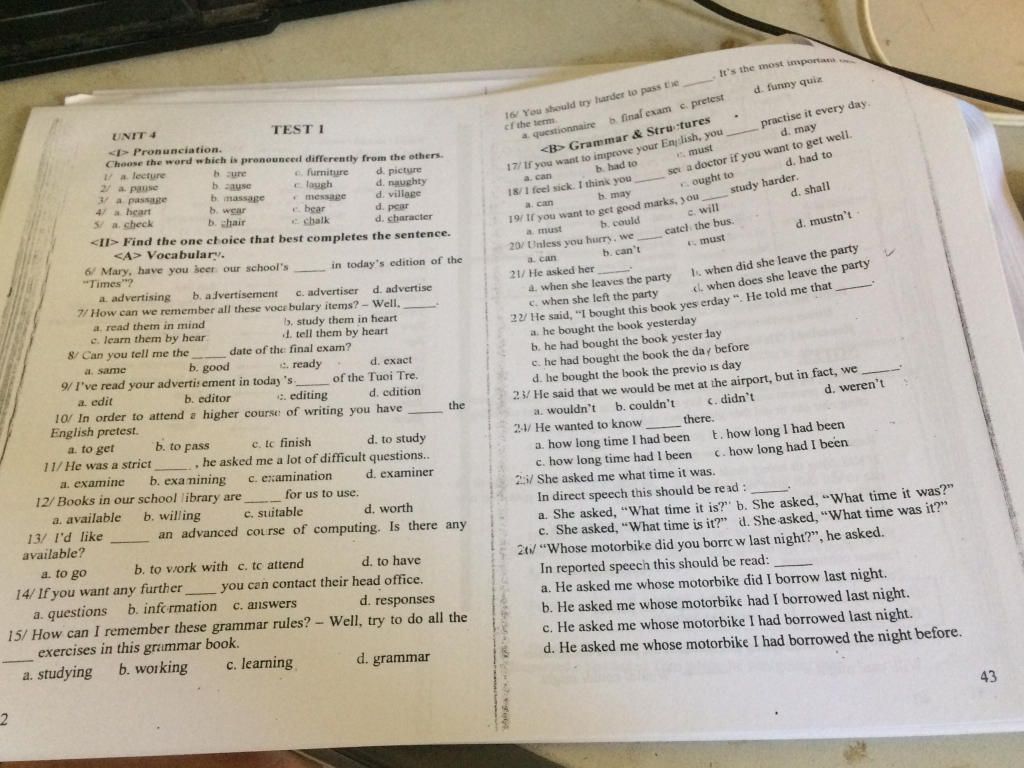 UNIT 4
TEST 1
<I> Pronunciation.
Choose the word which is pronounced differently from the others.
1/ a. lecture b. sure c. furniture d. picture
2/ a. pause b. cause c. laugh d. naughty
3/ a. passage b. massage c. message d. village
4/ a. heart b. wear c. bear d. pear
5/ a. check b. chair c. chalk d. character
<II> Find the one choice that best completes the sentence.
<A> Vocabulary.
6/ Mary, have you seen our school's _____ in today's edition of the
"Times"?
a. advertising b. advertisement c. advertiser d. advertise
7/ How can we remember all these vocabulary items? – Well, _____.
a. read them in mind b. study them in heart
c. learn them by hear d. tell them by heart
8/ Can you tell me the _____ date of the final exam?
a. same b. good c. ready d. exact
9/ I've read your advertisement in today 's _____ of the Tuoi Tre.
a. edit b. editor c. editing d. edition
10/ In order to attend a higher course of writing you have _____ the
English pretest.
a. to get b. to pass c. to finish d. to study
11/ He was a strict _____, he asked me a lot of difficult questions..
a. examine b. examining c. examination d. examiner
12/ Books in our school library are _____ for us to use.
a. available b. willing c. suitable d. worth
13/ I'd like _____ an advanced course of computing. Is there any
available?
a. to go b. to work with c. to attend d. to have
14/ If you want any further _____ you can contact their head office.
a. questions b. information c. answers d. responses
15/ How can I remember these grammar rules? – Well, try to do all the
_____ exercises in this grammar book.
a. studying b. working c. learning d. grammar
2
16/ You should try harder to pass the _____. It's the most important
of the term.
a. questionnaire b. final exam c. pretest d. funny quiz
<B> Grammar & Structures
17/ If you want to improve your English, you _____ practise it every day.
a. can b. had to c. must d. may
18/ I feel sick. I think you _____ see a doctor if you want to get well.
a. can b. may c. ought to d. had to
19/ If you want to get good marks, you _____ study harder.
a. must b. could c. will d. shall
20/ Unless you hurry, we _____ catch the bus.
a. can b. can't c. must d. mustn't
21/ He asked her _____.
a. when she leaves the party b. when did she leave the party
c. when she left the party d. when does she leave the party
22/ He said, "I bought this book yesterday ". He told me that _____.
a. he bought the book yesterday
b. he had bought the book yesterday
c. he had bought the book the day before
d. he bought the book the previous day
23/ He said that we would be met at the airport, but in fact, we _____.
a. wouldn't b. couldn't c. didn't d. weren't
24/ He wanted to know _____ there.
a. how long time I had been b. how long I had been
c. how long time had I been c. how long had I been
25/ She asked me what time it was.
In direct speech this should be read : _____.
a. She asked, "What time it is?" b. She asked, "What time it was?"
c. She asked, "What time is it?" d. She asked, "What time was it?"
26/ "Whose motorbike did you borrow last night?", he asked.
In reported speech this should be read: _____
a. He asked me whose motorbike did I borrow last night.
b. He asked me whose motorbike had I borrowed last night.
c. He asked me whose motorbike I had borrowed last night.
d. He asked me whose motorbike I had borrowed the night before.
43